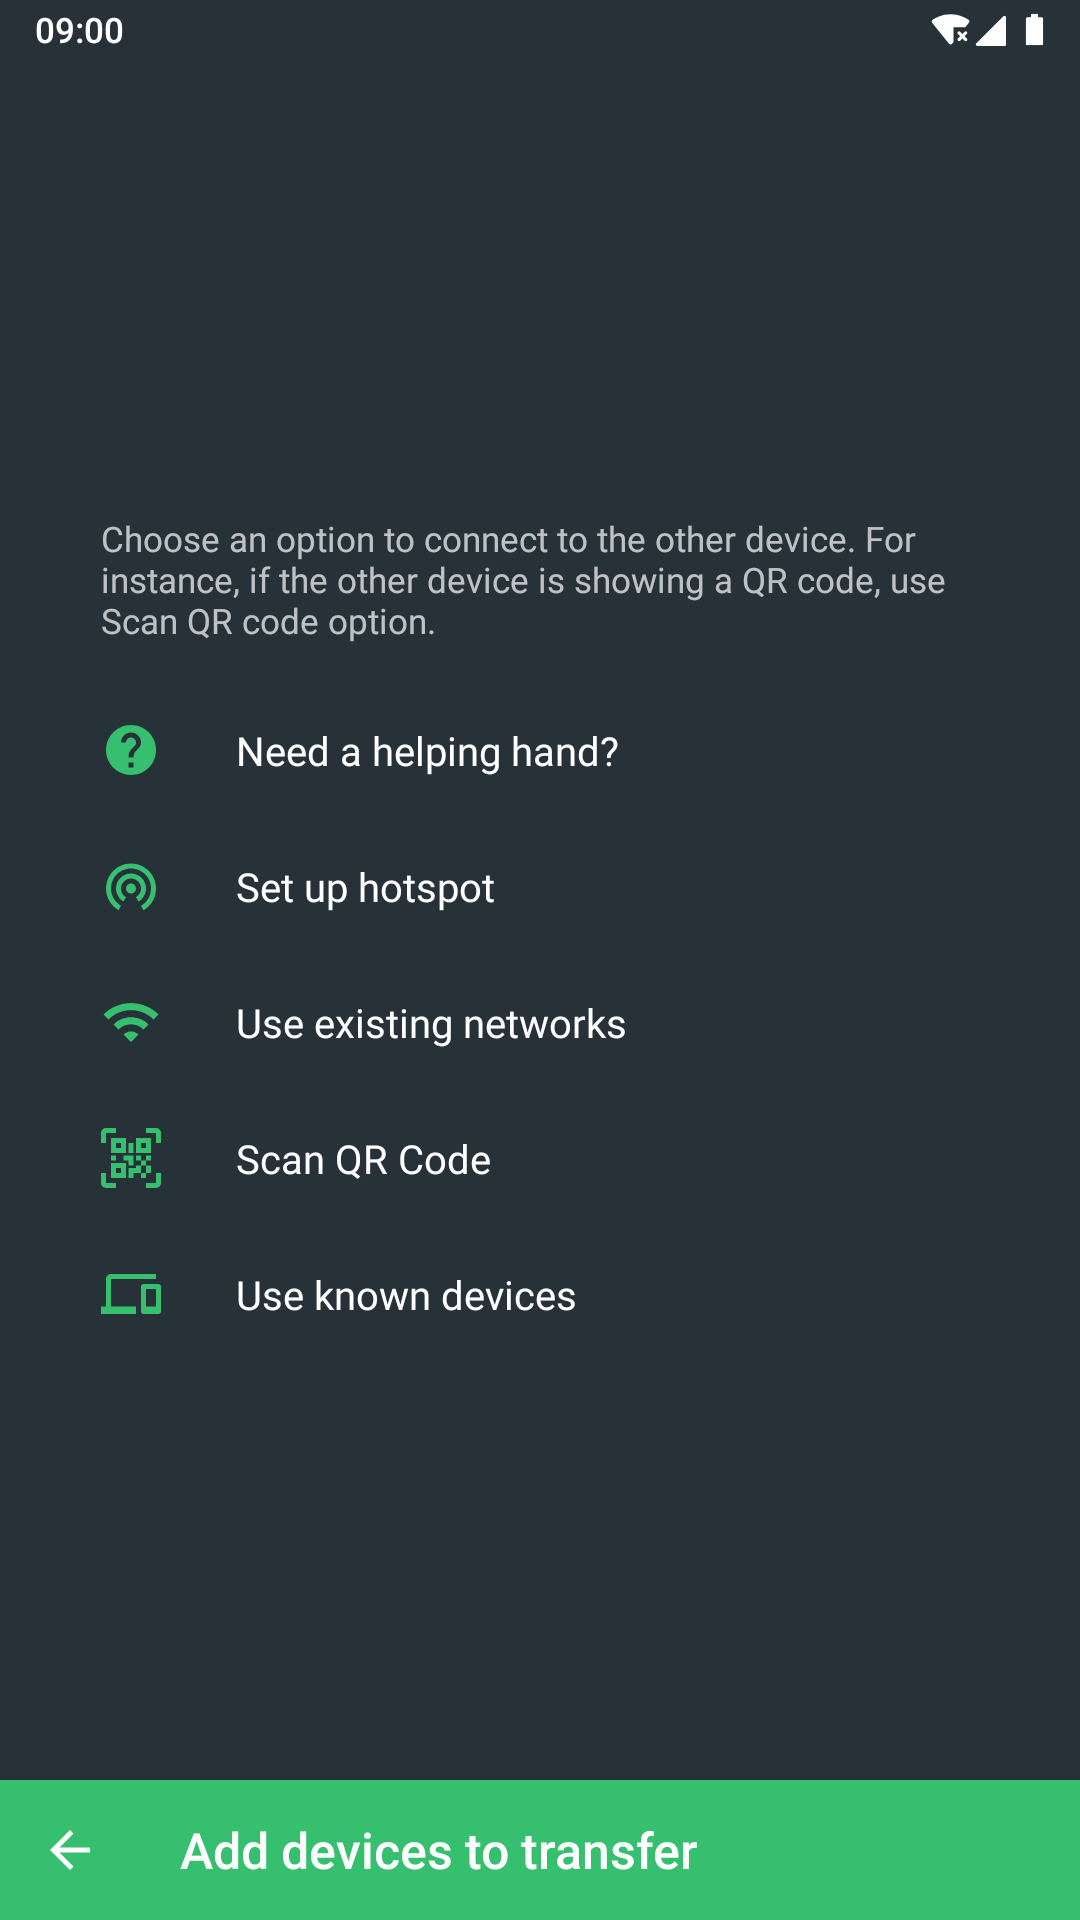 09:00
Choose an option to connect to the other device. For
instance, if the other device is showing a QR code, use
Scan QR code option.
Need a helping hand?
Set up hotspot
Use existing networks
Scan QR Code
Use known devices
Add devices to transfer